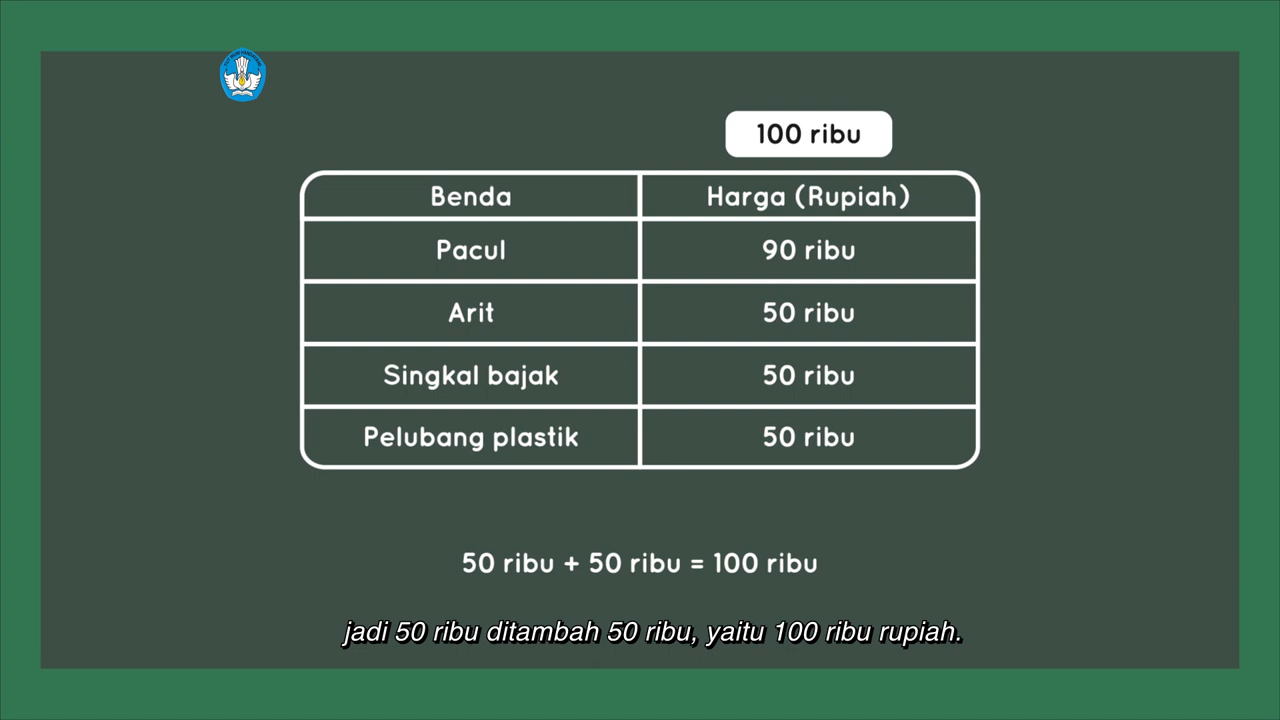 100 ribu
Benda Harga (Rupiah)
Pacul 90 ribu
Arit 50 ribu
Singkal bajak 50 ribu
Pelubang plastik 50 ribu
50 ribu + 50 ribu = 100 ribu
jadi 50 ribu ditambah 50 ribu, yaitu 100 ribu rupiah.